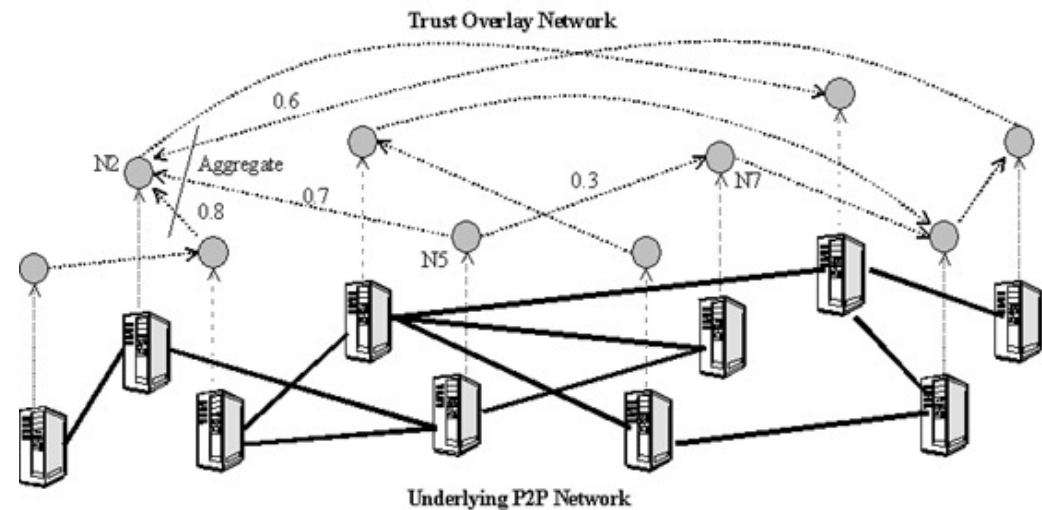 Trust Overlay Network
0.6
N2
Aggregate
0.7
0.3
N7
0.8
N5
Underlying P2P Network